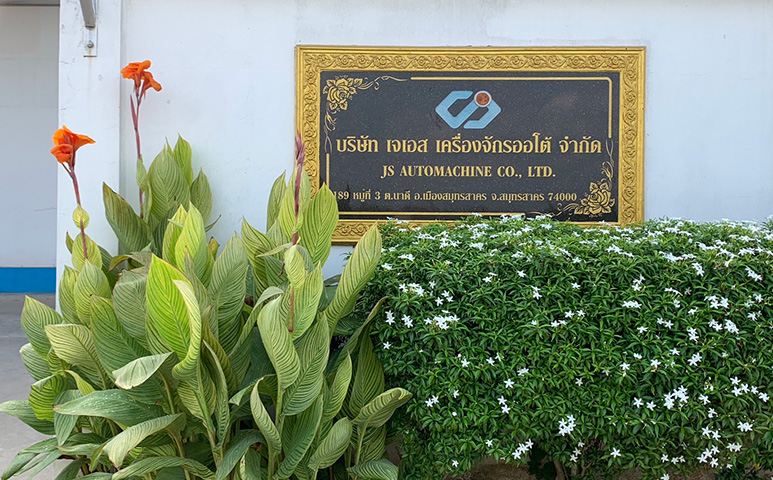 บริษัท เจเอส เครื่องจักรออโต้ จำกัด
JS AUTOMACHINE CO., LTD.
189 หมู่ที่ 3 ต.นาดี อ.เมืองสมุทรสาคร จ.สมุทรสาคร 74000